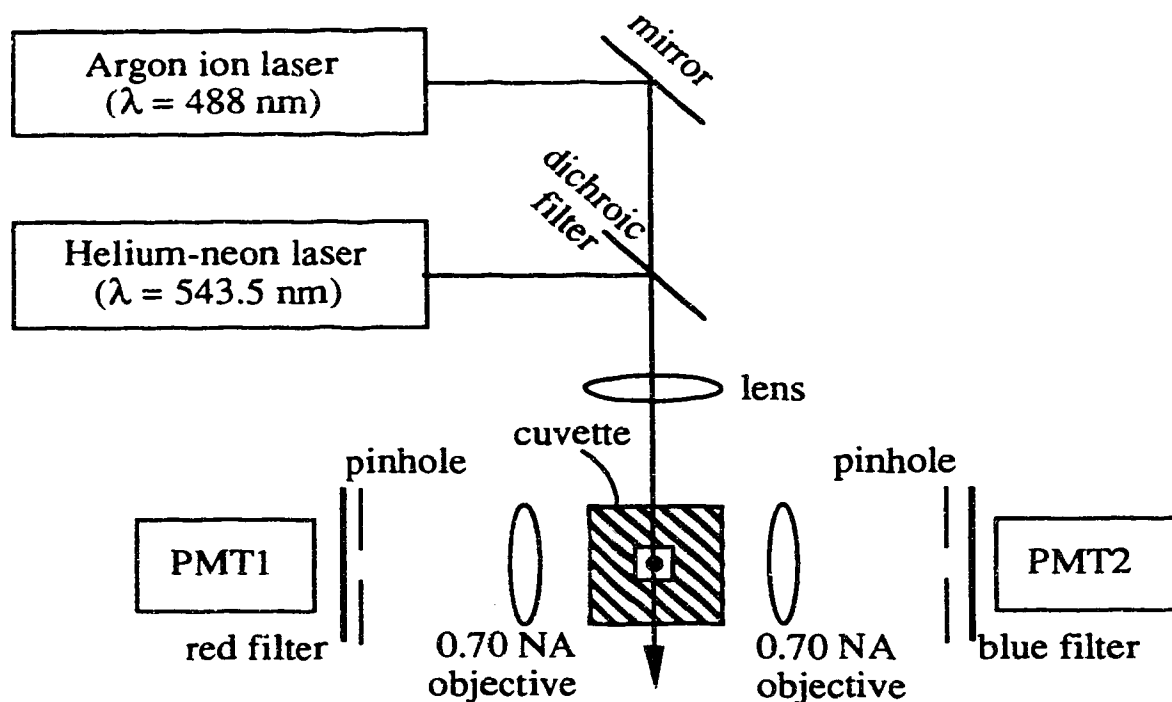 Argon ion laser
(λ = 488 nm)
mirror
dichroic
filter
Helium-neon laser
(λ = 543.5 nm)
lens
cuvette
pinhole
pinhole
PMT1
PMT2
red filter
0.70 NA
objective
0.70 NA
objective
blue filter